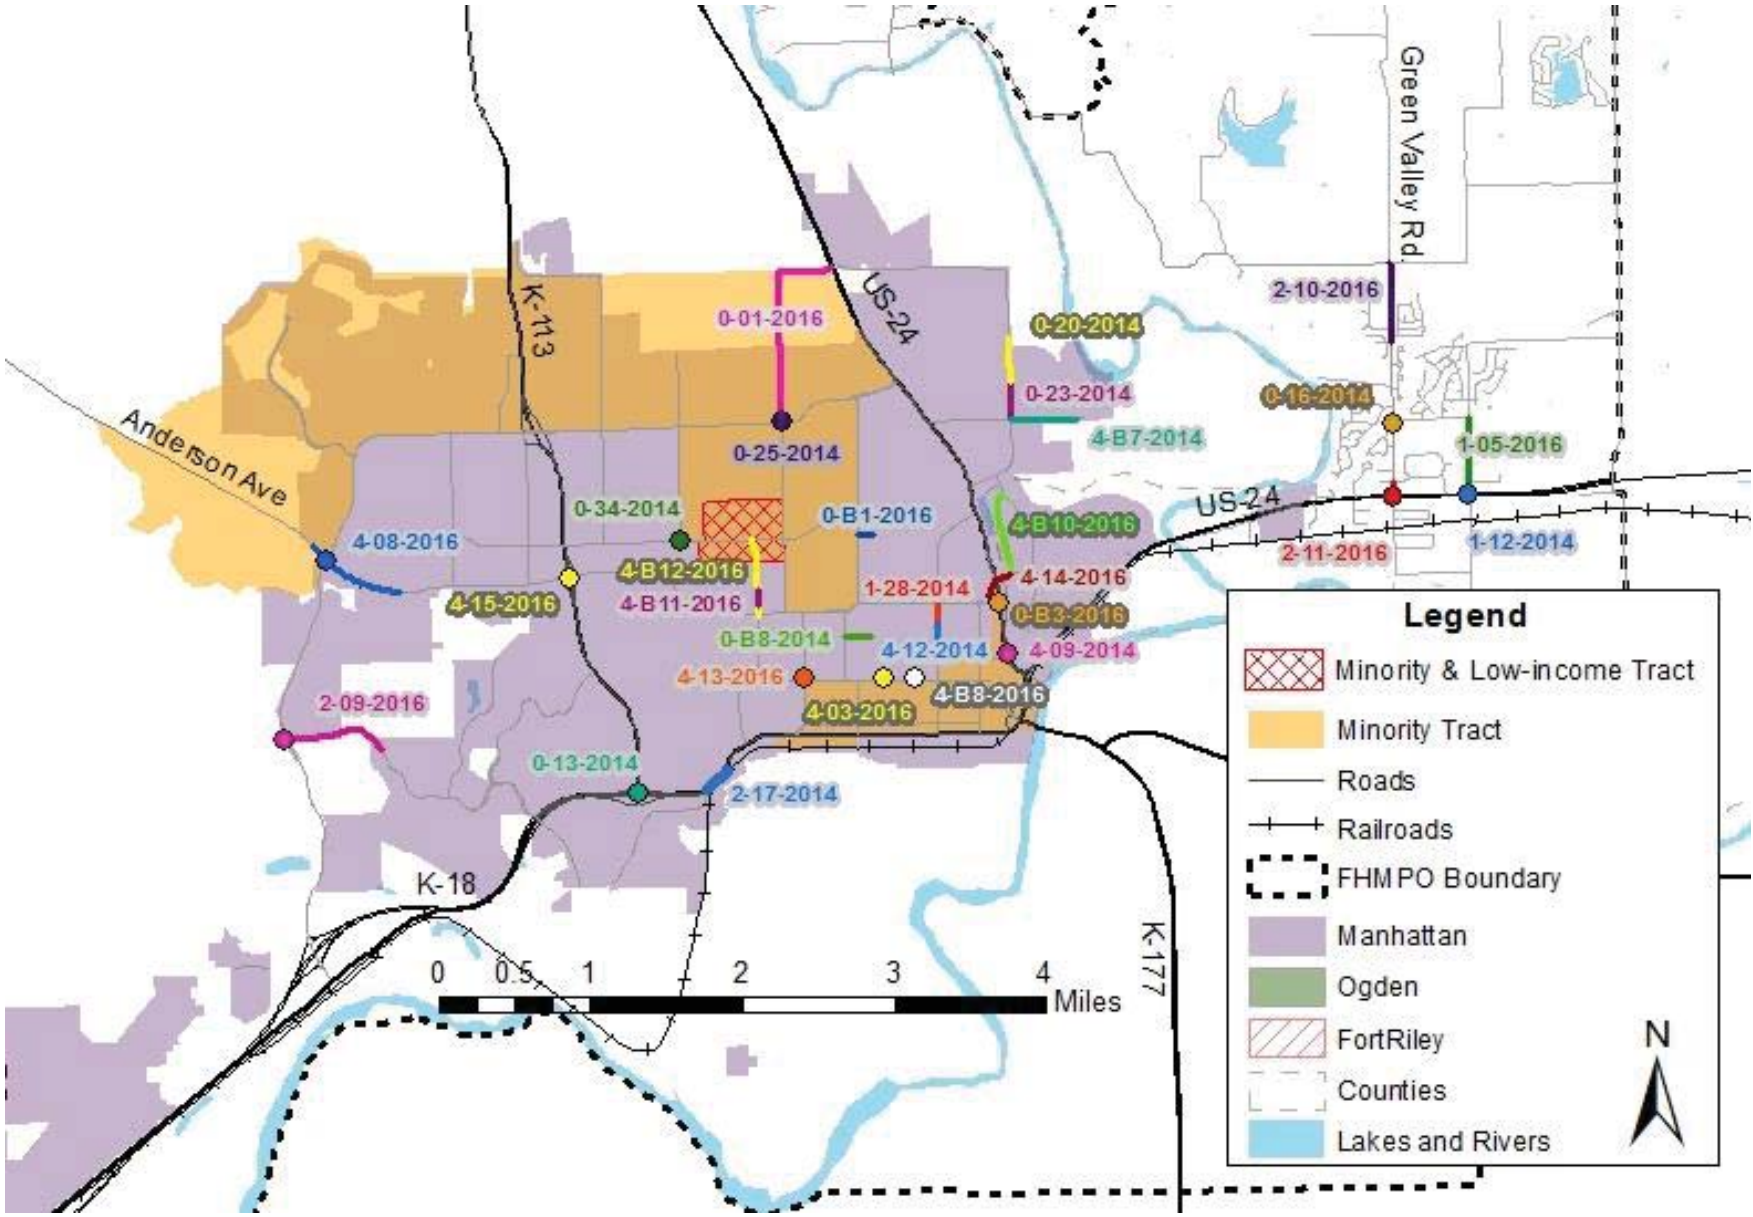 Green Valley Rd
K-113
US-24
2-10-2016
0-01-2016
0-20-2014
0-23-2014
0-16-2014
4-B7-2014
1-05-2016
Anderson Ave
0-25-2014
US-24
0-34-2014
0-B1-2016
4-B10-2016
4-08-2016
2-11-2016
1-12-2014
4-B12-2016
4-14-2016
4-15-2016
4-B11-2016
1-28-2014
0-B3-2016
0-B8-2014
4-12-2014
4-09-2014
4-13-2016
4-B8-2016
2-09-2016
4-03-2016
0-13-2014
2-17-2014
K-18
K-177
0 0.5 1 2 3 4
Miles
Legend
Minority & Low-income Tract
Minority Tract
Roads
Railroads
FHMPO Boundary
Manhattan
Ogden
FortRiley
Counties
Lakes and Rivers
N